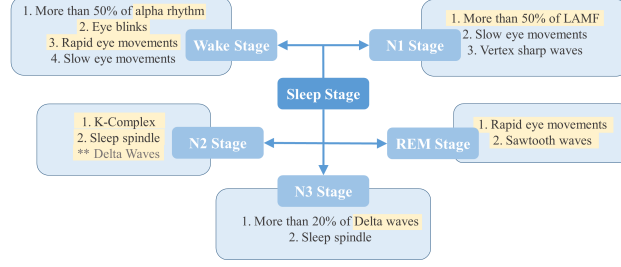 1. More than 50% of alpha rhythm
2. Eye blinks
3. Rapid eye movements
4. Slow eye movements
Wake Stage
N1 Stage
1. More than 50% of LAMF
2. Slow eye movements
3. Vertex sharp waves
Sleep Stage
1. K-Complex
2. Sleep spindle
** Delta Waves
N2 Stage
REM Stage
1. Rapid eye movements
2. Sawtooth waves
N3 Stage
1. More than 20% of Delta waves
2. Sleep spindle